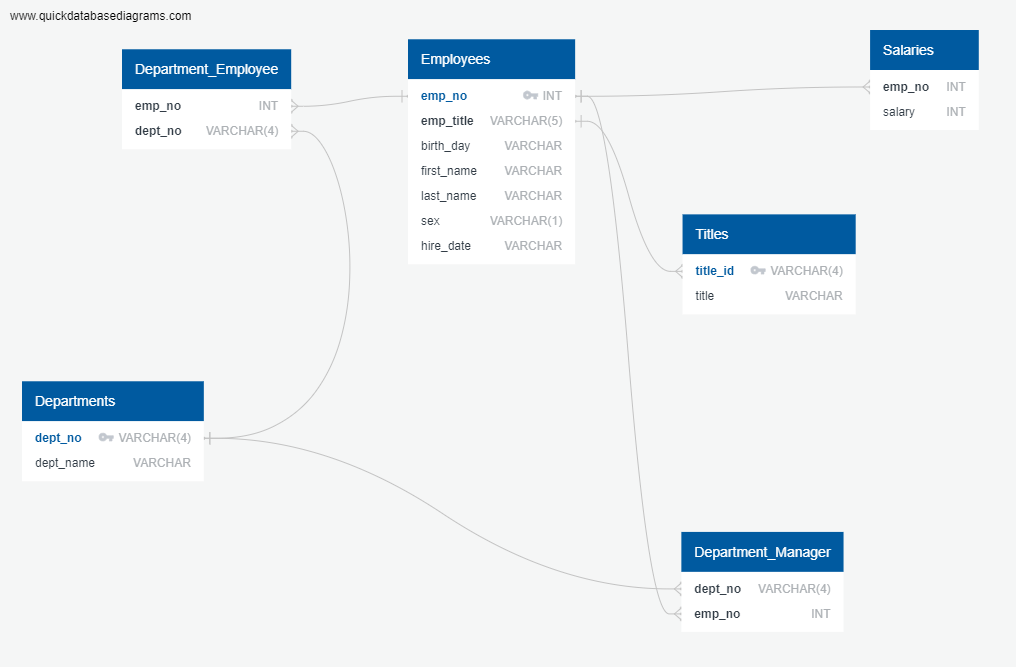 www.quickdatabasediagrams.com
Department_Employee
emp_no INT
dept_no VARCHAR(4)
Employees
emp_no INT
emp_title VARCHAR(5)
birth_day VARCHAR
first_name VARCHAR
last_name VARCHAR
sex VARCHAR(1)
hire_date VARCHAR
Salaries
emp_no INT
salary INT
Titles
title_id VARCHAR(4)
title VARCHAR
Departments
dept_no VARCHAR(4)
dept_name VARCHAR
Department_Manager
dept_no VARCHAR(4)
emp_no INT